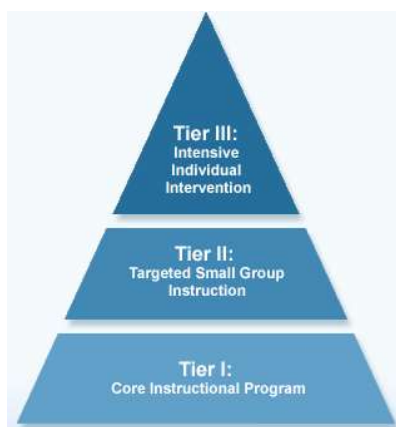 Tier III:
Intensive
Individual
Intervention
Tier II:
Targeted Small Group
Instruction
Tier I:
Core Instructional Program